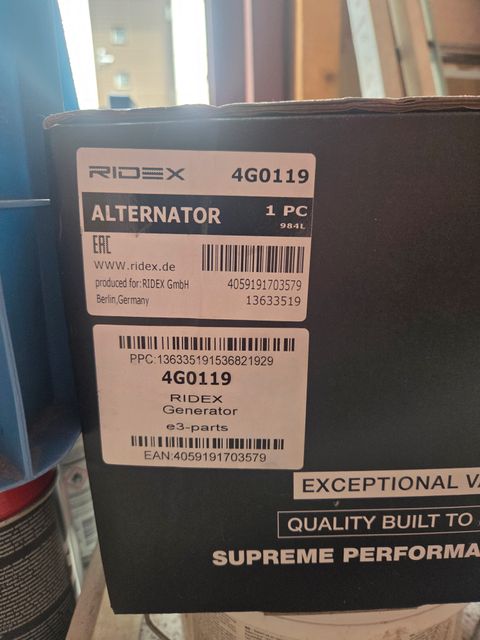 RIDEX 4G0119
ALTERNATOR 1 PC
984L
EAC
www.ridex.de
produced for:RIDEX GmbH 4059191703579
Berlin,Germany 13633519
PPC:136335191536821929
4G0119
RIDEX
Generator
e3-parts
EAN:4059191703579
EXCEPTIONAL
QUALITY BUILT TO
SUPREME PERFORMA